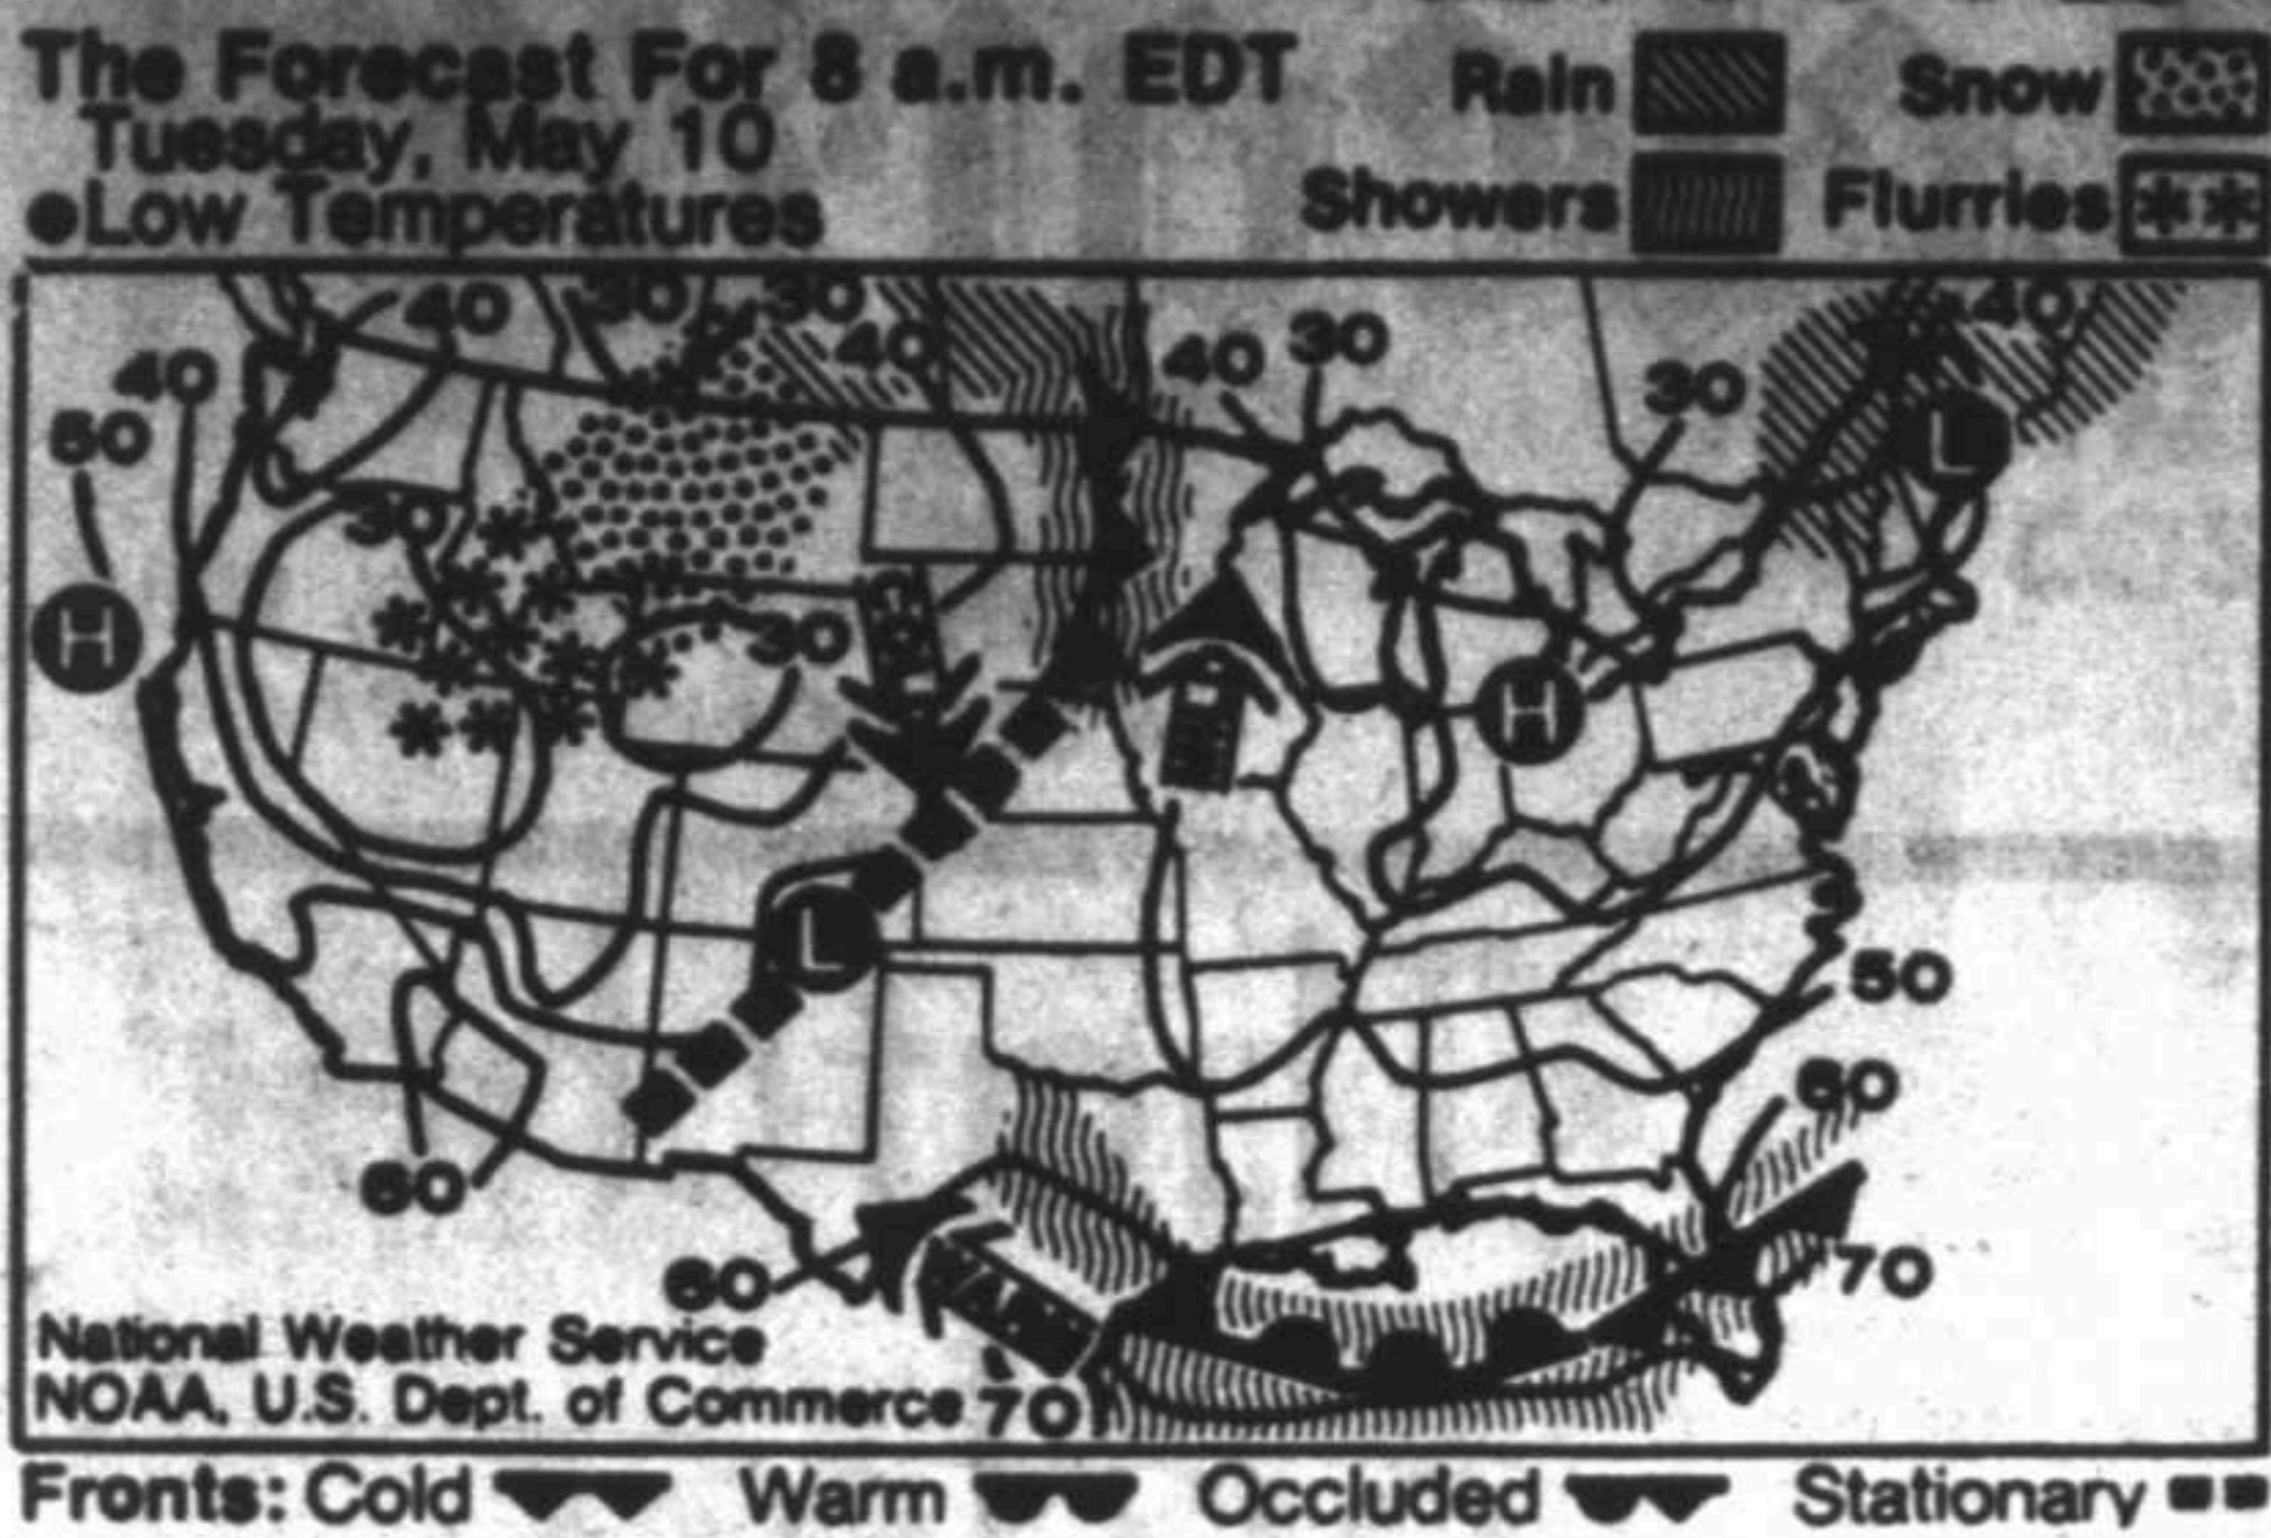 The Forecast For 8 a.m. EDT
Tuesday, May 10
●Low Temperatures
Rain
Snow
Showers
Flurries
40
30
30
40
40
30
40
50
40
30
30
L
30
H
30
H
L
50
60
60
60
70
70
National Weather Service
NOAA, U.S. Dept. of Commerce
Fronts: Cold
Warm
Occluded
Stationary